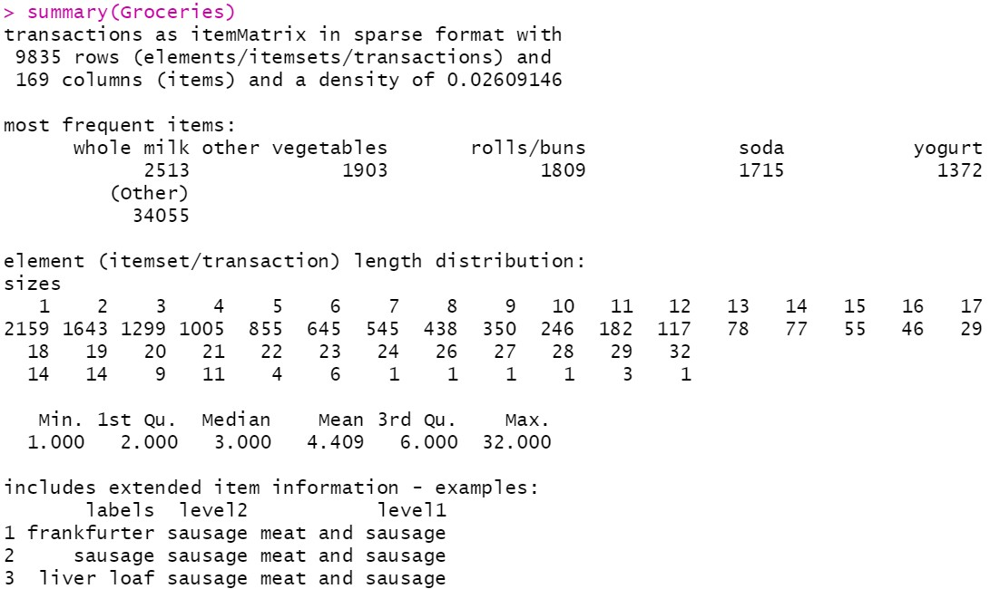 > summary(Groceries)
transactions as itemMatrix in sparse format with
 9835 rows (elements/itemsets/transactions) and
 169 columns (items) and a density of 0.02609146

most frequent items:
      whole milk other vegetables       rolls/buns             soda           yogurt
            2513             1903             1809             1715             1372
         (Other)
           34055

element (itemset/transaction) length distribution:
sizes
   1    2    3    4    5    6    7    8    9   10   11   12   13   14   15   16   17
2159 1643 1299 1005  855  645  545  438  350  246  182  117   78   77   55   46   29
  18   19   20   21   22   23   24   26   27   28   29   32
  14   14    9   11    4    6    1    1    1    1    3    1

   Min. 1st Qu.  Median    Mean 3rd Qu.    Max.
  1.000   2.000   3.000   4.409   6.000  32.000

includes extended item information - examples:
       labels  level2           level1
1 frankfurter sausage meat and sausage
2     sausage sausage meat and sausage
3  liver loaf sausage meat and sausage